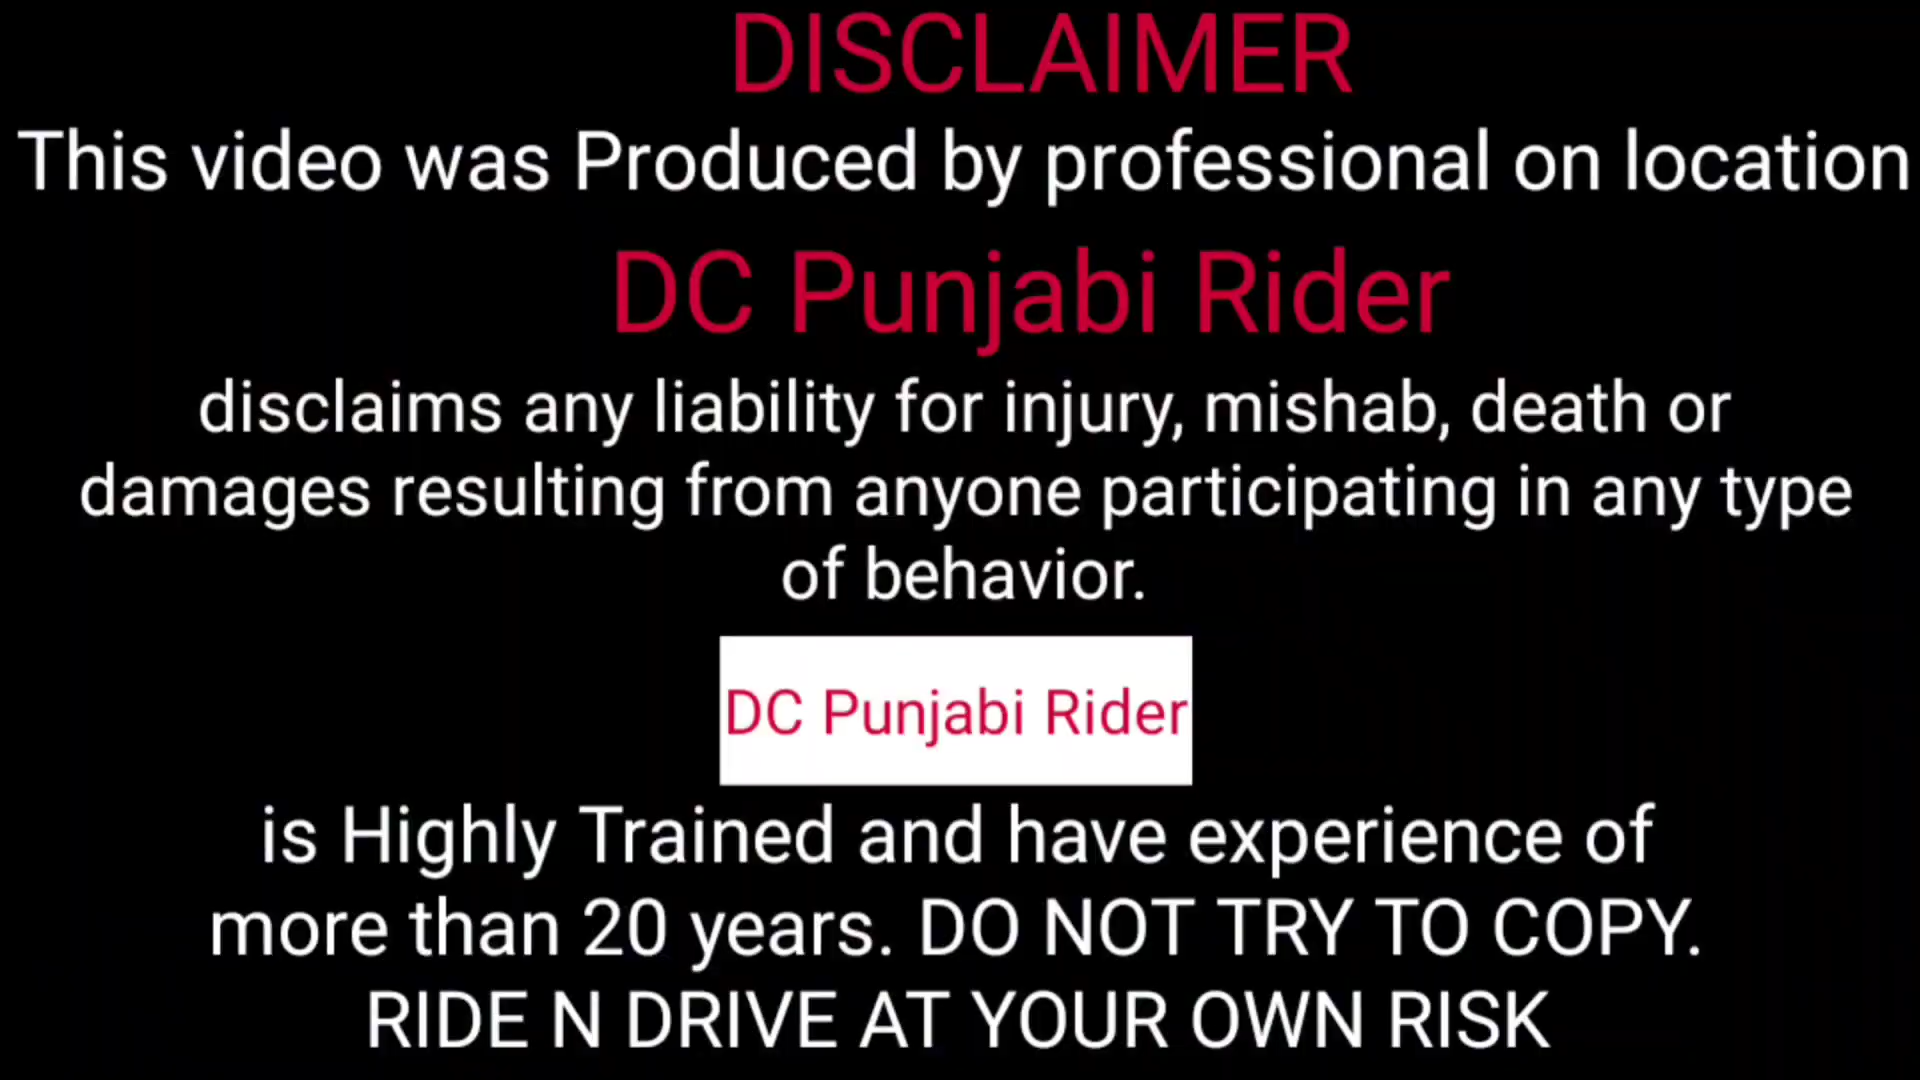 DISCLAIMER
This video was Produced by professional on location
DC Punjabi Rider
disclaims any liability for injury, mishab, death or
damages resulting from anyone participating in any type
of behavior.
DC Punjabi Rider
is Highly Trained and have experience of
more than 20 years. DO NOT TRY TO COPY.
RIDE N DRIVE AT YOUR OWN RISK